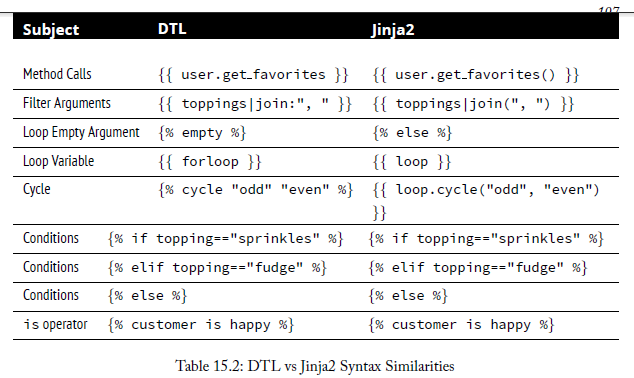 107
Subject DTL Jinja2
Method Calls {{ user.get_favorites }} {{ user.get_favorites() }}
Filter Arguments {{ toppings|join:", " }} {{ toppings|join(", ") }}
Loop Empty Argument {% empty %} {% else %}
Loop Variable {{ forloop }} {{ loop }}
Cycle {% cycle "odd" "even" %} {{ loop.cycle("odd", "even")
}}
Conditions {% if topping=="sprinkles" %} {% if topping=="sprinkles" %}
Conditions {% elif topping=="fudge" %} {% elif topping=="fudge" %}
Conditions {% else %} {% else %}
is operator {% customer is happy %} {% customer is happy %}
Table 15.2: DTL vs Jinja2 Syntax Similarities